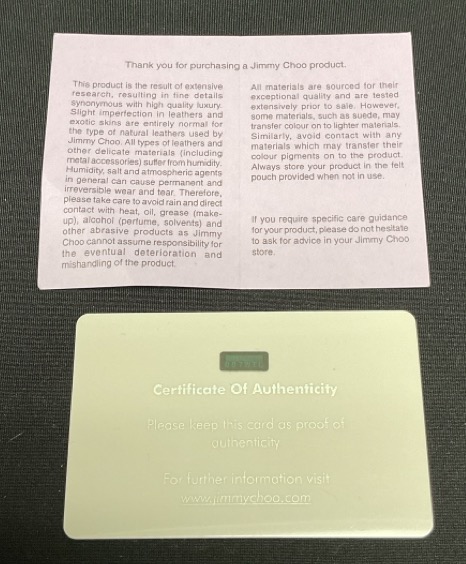 Thank you for purchasing a Jimmy Choo product.
This product is the result of extensive
research, resulting in fine details
synonymous with high quality luxury.
Slight imperfection in leathers and
exotic skins are entirely normal for
the type of natural leathers used by
Jimmy Choo. All types of leathers and
other delicate materials (including
metal accessories) suffer from humidity.
Humidity, salt and atmospheric agents
in general can cause permanent and
irreversible wear and tear. Therefore,
please take care to avoid rain and direct
contact with heat, oil, grease (make-
up), alcohol (perfume, solvents) and
other abrasive products as Jimmy
Choo cannot assume responsibility for
the eventual deterioration and
mishandling of the product.
All materials are sourced for their
exceptional quality and are tested
extensively prior to sale. However,
some materials, such as suede, may
transfer colour on to lighter materials.
Similarly, avoid contact with any
materials which may transfer their
colour pigments on to the product.
Always store your product in the felt
pouch provided when not in use.
If you require specific care guidance
for your product, please do not hesitate
to ask for advice in your Jimmy Choo
store.
Certificate Of Authenticity
Please keep this card as proof of
authenticity
For further information visit
www.jimmychoo.com